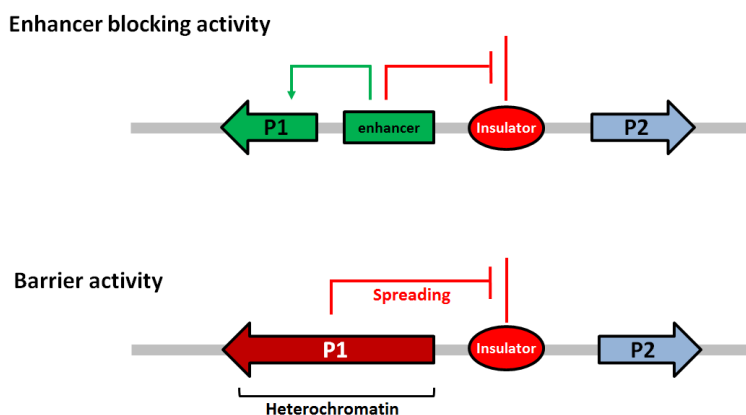 Enhancer blocking activity
P1
enhancer
Insulator
P2
Barrier activity
Spreading
P1
Insulator
P2
Heterochromatin